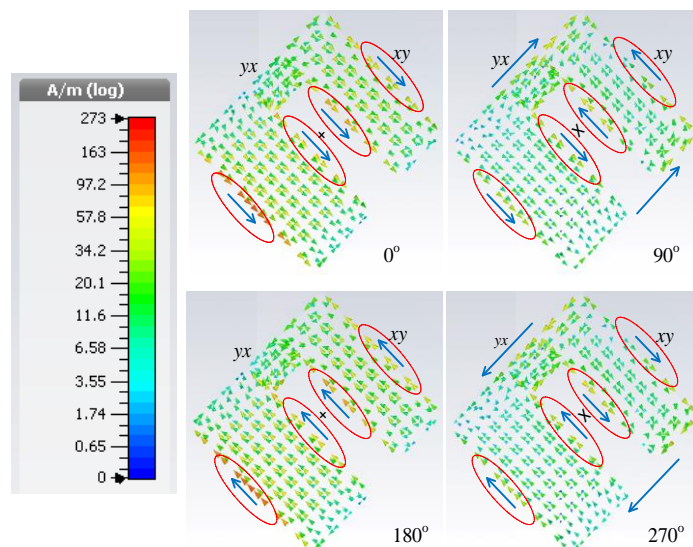 A/m (log)
273
163
97.2
57.8
34.2
20.1
11.6
6.58
3.55
1.74
0.65
0
yx
xy
×
0°
yx
xy
X
90°
yx
xy
×
180°
yx
xy
X
270°